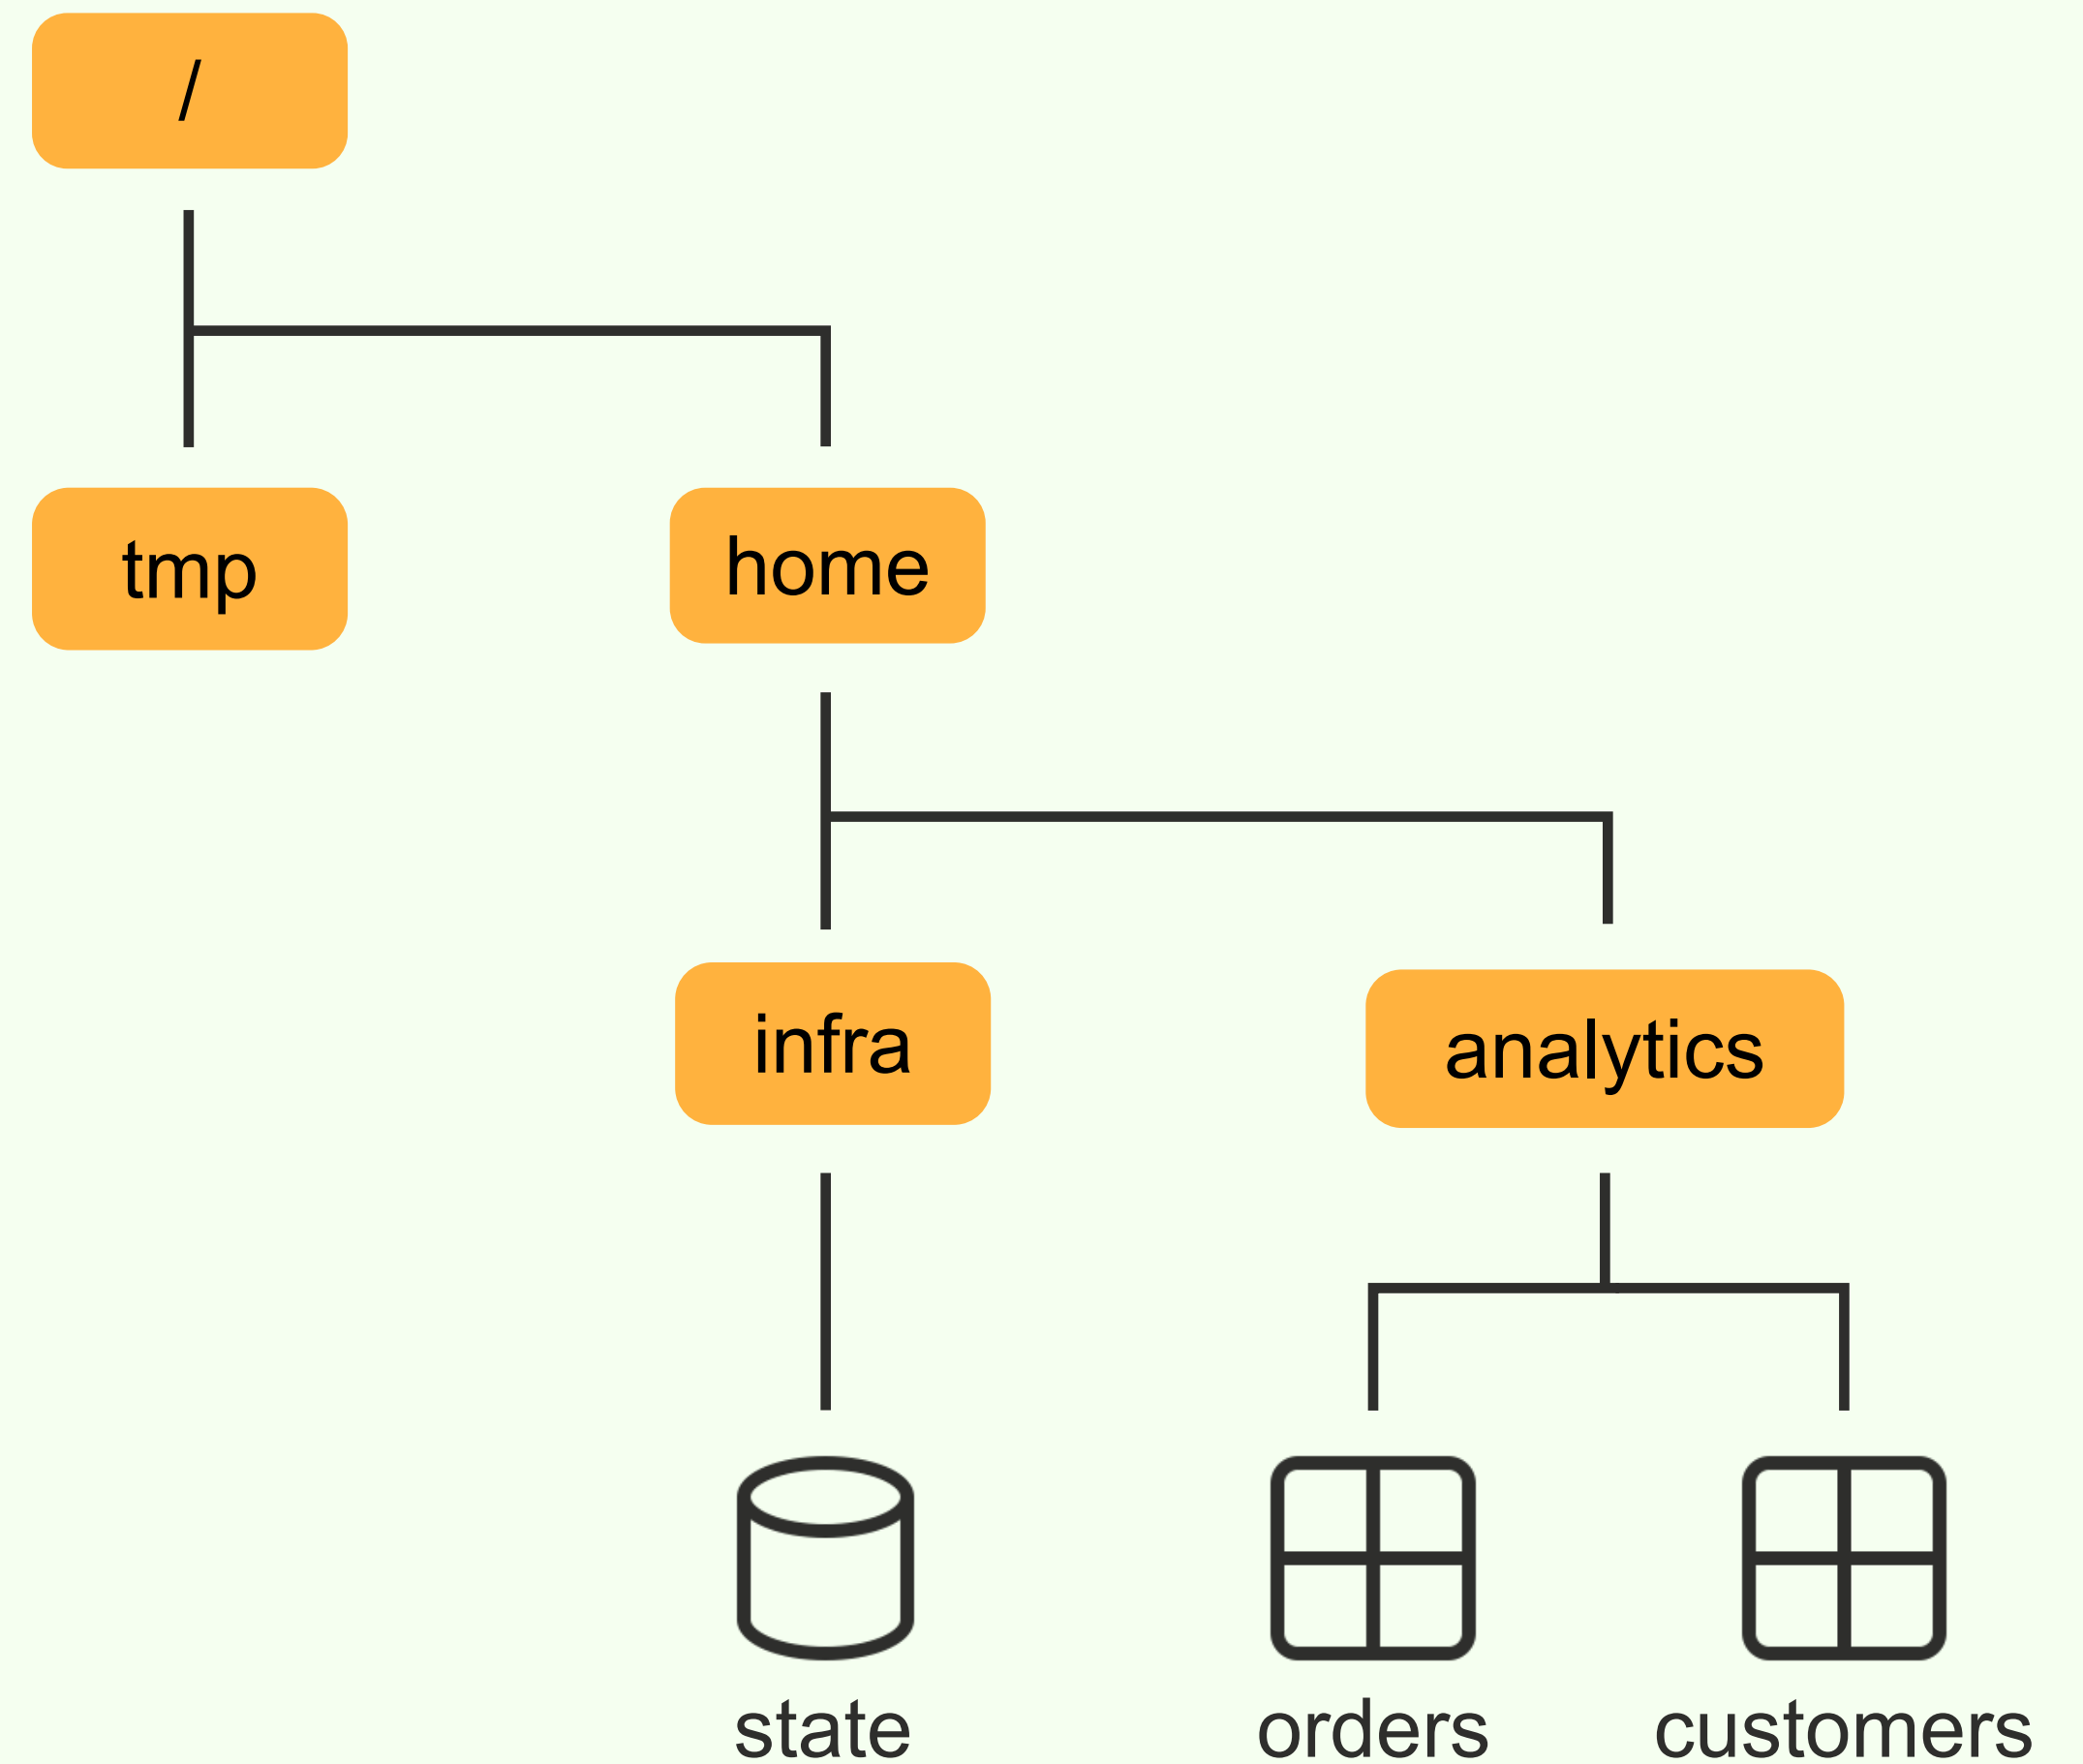 /
tmp
home
infra
analytics
state
orders
customers